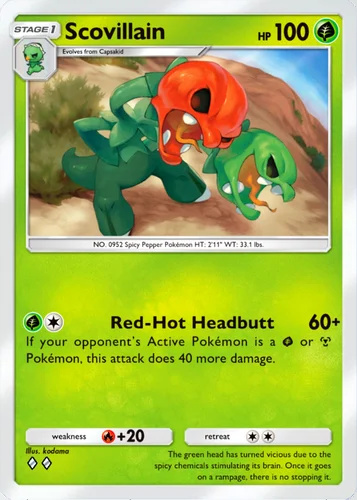 STAGE 1
Scovillain
HP 100
Evolves from Capsakid
NO. 0952 Spicy Pepper Pokémon HT: 2'11" WT: 33.1 lbs.
Red-Hot Headbutt 60+
If your opponent's Active Pokémon is a or
Pokémon, this attack does 40 more damage.
weakness +20 retreat
Illus. kodama
The green head has turned vicious due to the
spicy chemicals stimulating its brain. Once it goes
on a rampage, there is no stopping it.